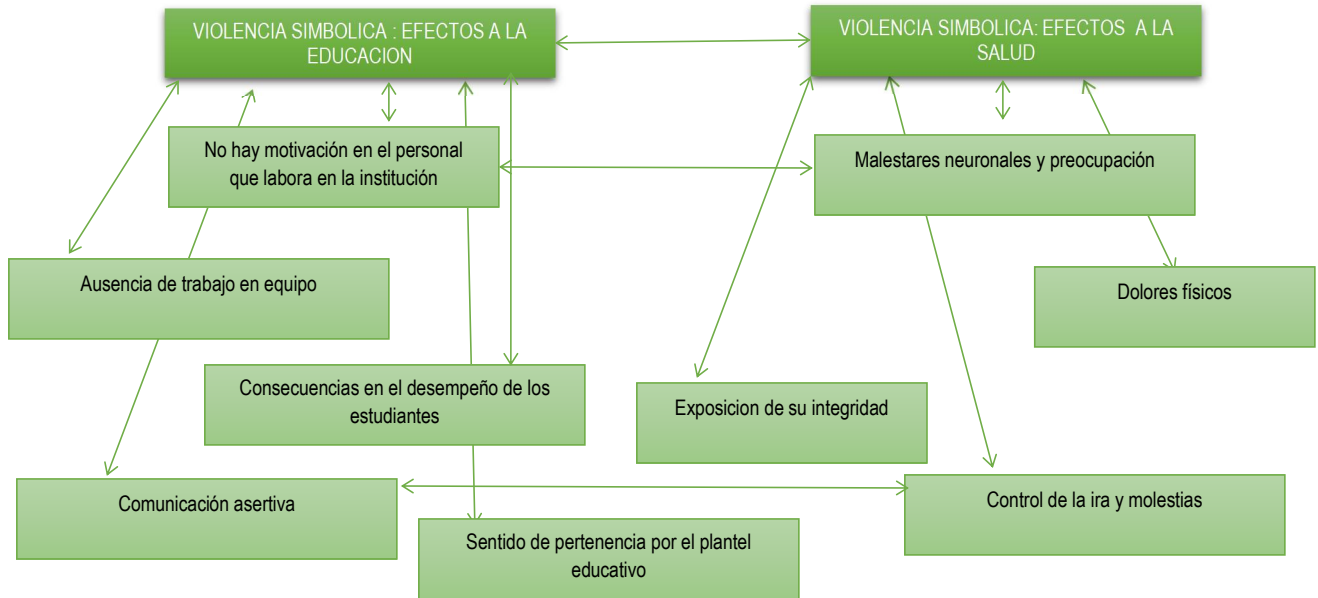 VIOLENCIA SIMBOLICA : EFECTOS A LA
EDUCACION
VIOLENCIA SIMBOLICA: EFECTOS A LA
SALUD
No hay motivación en el personal
que labora en la institución
Malestares neuronales y preocupación
Ausencia de trabajo en equipo
Dolores físicos
Consecuencias en el desempeño de los
estudiantes
Exposicion de su integridad
Comunicación asertiva
Control de la ira y molestias
Sentido de pertenencia por el plantel
educativo